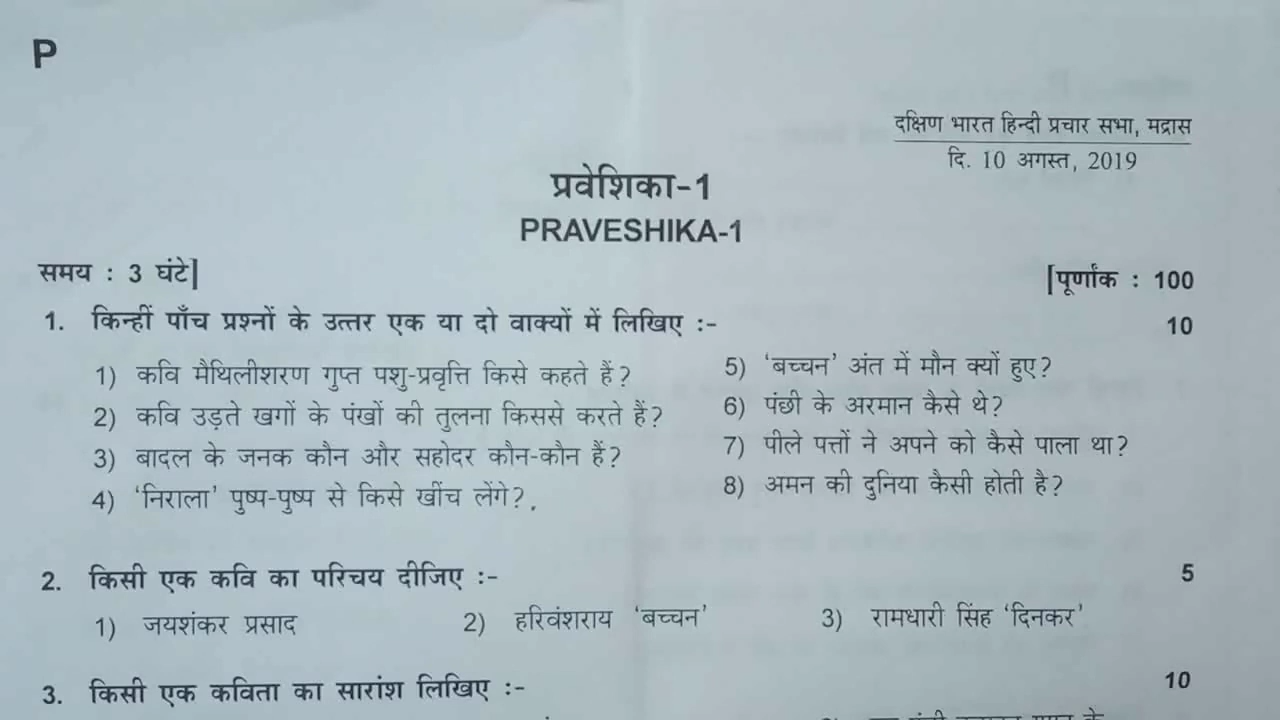 P
दक्षिण भारत हिन्दी प्रचार सभा, मद्रास
दि. 10 अगस्त, 2019
प्रवेशिका-1
PRAVESHIKA-1
समय : 3 घंटे]
[पूर्णांक : 100
1. किन्हीं पाँच प्रश्नों के उत्तर एक या दो वाक्यों में लिखिए :- 10
1) कवि मैथिलीशरण गुप्त पशु-प्रवृत्ति किसे कहते हैं?
2) कवि उड़ते खगों के पंखों की तुलना किससे करते हैं?
3) बादल के जनक कौन और सहोदर कौन-कौन हैं?
4) ‘निराला’ पुष्प-पुष्प से किसे खींच लेंगे?
5) ‘बच्चन’ अंत में मौन क्यों हुए?
6) पंछी के अरमान कैसे थे?
7) पीले पत्तों ने अपने को कैसे पाला था?
8) अमन की दुनिया कैसी होती है?
2. किसी एक कवि का परिचय दीजिए :- 5
1) जयशंकर प्रसाद 2) हरिवंशराय ‘बच्चन’ 3) रामधारी सिंह ‘दिनकर’
3. किसी एक कविता का सारांश लिखिए :- 10